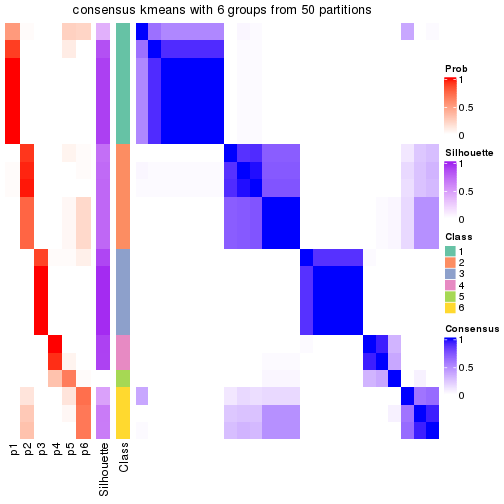 consensus kmeans with 6 groups from 50 partitions
Prob
1
0.5
0
Silhouette
1
0.5
0
Class
1
2
3
4
5
6
Consensus
1
0.5
0
p1
p2
p3
p4
p5
p6
Silhouette
Class